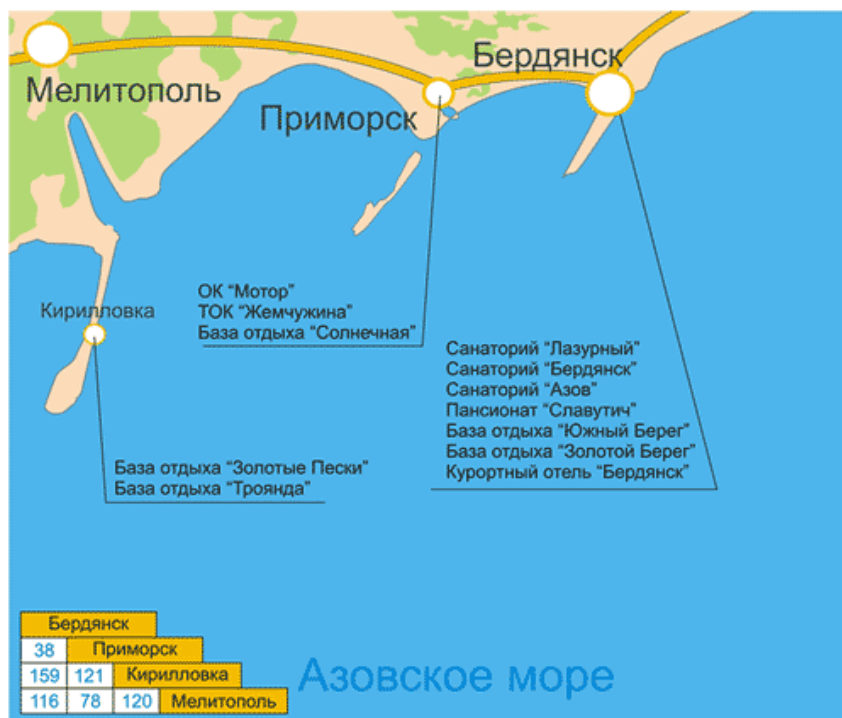 Бердянск
Мелитополь
Приморск
ОК "Мотор"
ТОК "Жемчужина"
База отдыха "Солнечная"
Кирилловка
Санаторий "Лазурный"
Санаторий "Бердянск"
Санаторий "Азов"
Пансионат "Славутич"
База отдыха "Южный Берег"
База отдыха "Золотой Берег"
Курортный отель "Бердянск"
База отдыха "Золотые Пески"
База отдыха "Троянда"
Бердянск
38 Приморск
159 121 Кирилловка
116 78 120 Мелитополь
Азовское море